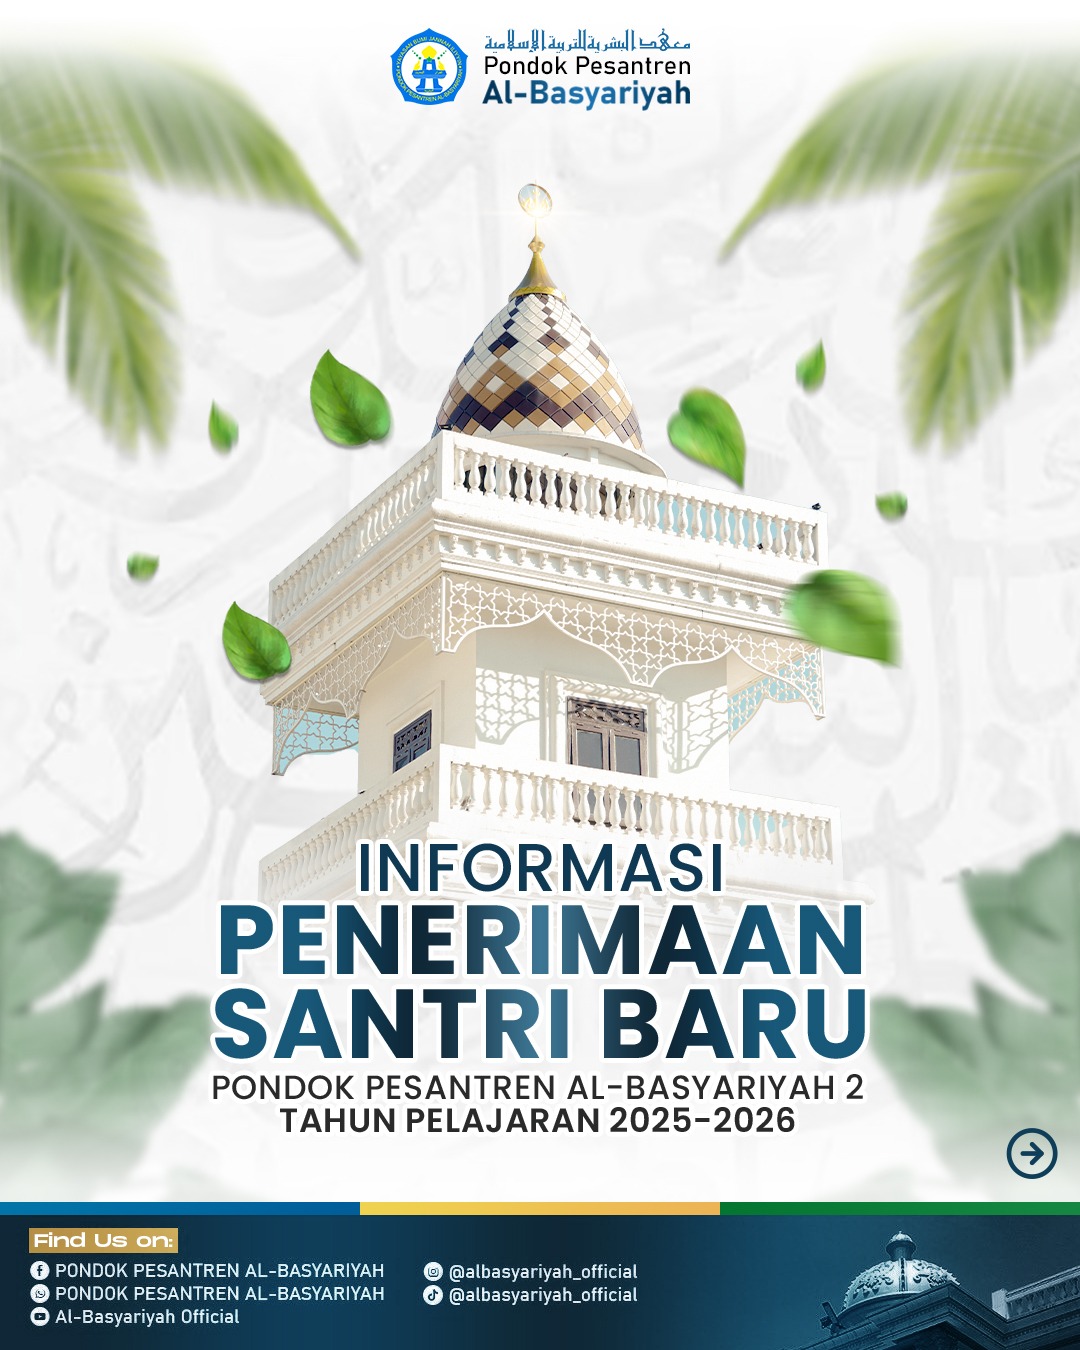 معهد البشرية للتربية الإسلامية
Pondok Pesantren
Al-Basyariyah
INFORMASI
PENERIMAAN
SANTRI BARU
PONDOK PESANTREN AL-BASYARIYAH 2
TAHUN PELAJARAN 2025-2026
Find Us on:
PONDOK PESANTREN AL-BASYARIYAH
PONDOK PESANTREN AL-BASYARIYAH
Al-Basyariyah Official
@albasyariyah_official
@albasyariyah_official